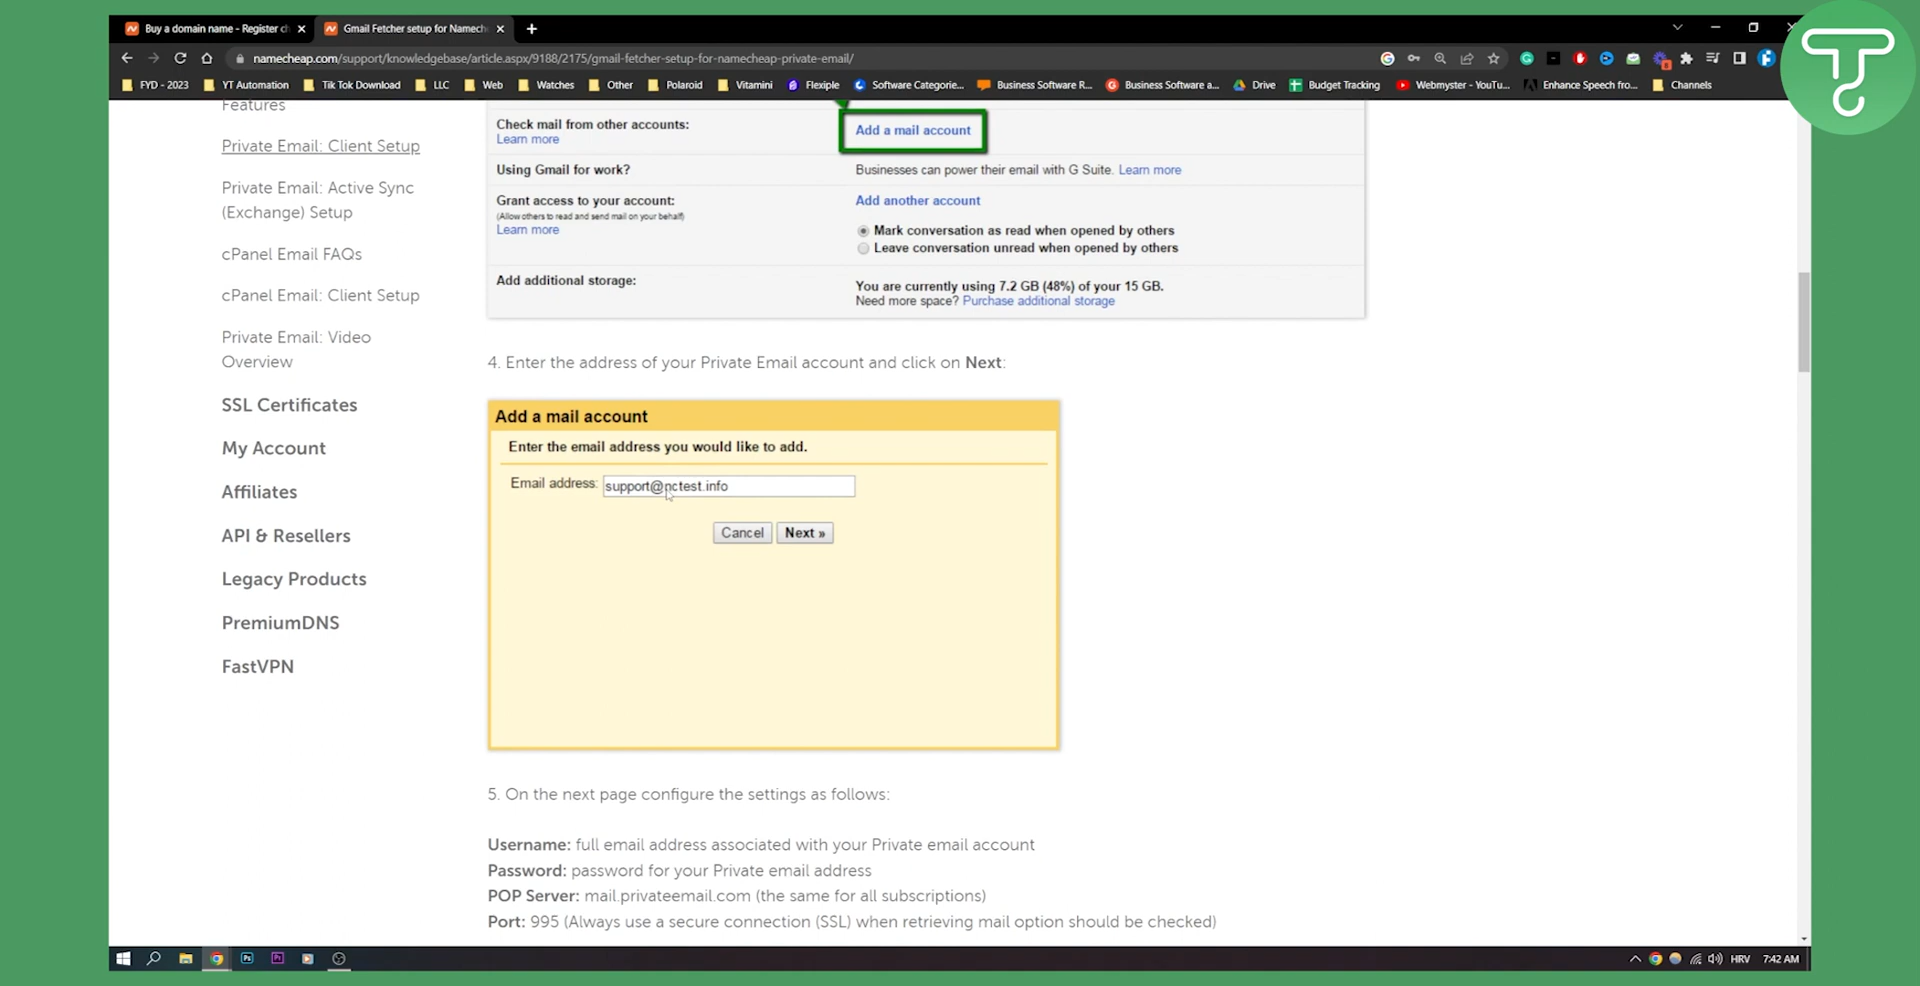 Buy a domain name - Register ch
Gmail Fetcher setup for Namech
namecheap.com/support/knowledgebase/article.aspx/9188/2175/gmail-fetcher-setup-for-namecheap-private-email/
FYD - 2023
YT Automation
Tik Tok Download
LLC
Web
Watches
Other
Polaroid
Vitamini
Flexiple
Software Categorie...
Business Software R...
Business Software a...
Drive
Budget Tracking
Webmyster - YouTu...
Enhance Speech fro...
Channels
Features
Private Email: Client Setup
Private Email: Active Sync
(Exchange) Setup
cPanel Email FAQs
cPanel Email: Client Setup
Private Email: Video
Overview
SSL Certificates
My Account
Affiliates
API & Resellers
Legacy Products
PremiumDNS
FastVPN
Check mail from other accounts:
Learn more
Add a mail account
Using Gmail for work?
Businesses can power their email with G Suite. Learn more
Grant access to your account:
(Allow others to read and send mail on your behalf)
Learn more
Add another account
Mark conversation as read when opened by others
Leave conversation unread when opened by others
Add additional storage:
You are currently using 7.2 GB (48%) of your 15 GB.
Need more space? Purchase additional storage
4. Enter the address of your Private Email account and click on Next:
Add a mail account
Enter the email address you would like to add.
Email address: support@nctest.info
Cancel
Next »
5. On the next page configure the settings as follows:
Username: full email address associated with your Private email account
Password: password for your Private email address
POP Server: mail.privateemail.com (the same for all subscriptions)
Port: 995 (Always use a secure connection (SSL) when retrieving mail option should be checked)
Ps
Pr
HRV
7:42 AM